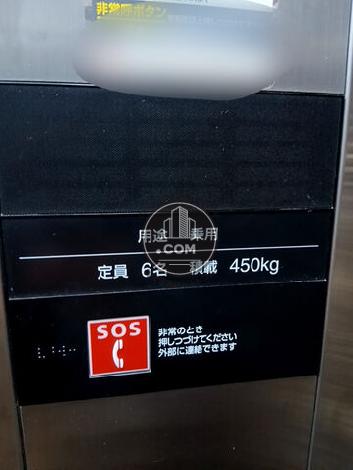 非常呼ボタン
用途 乗用
.COM
定員 6名 積載 450kg
SOS
非常のとき
押しつづけてください
外部に連絡できます